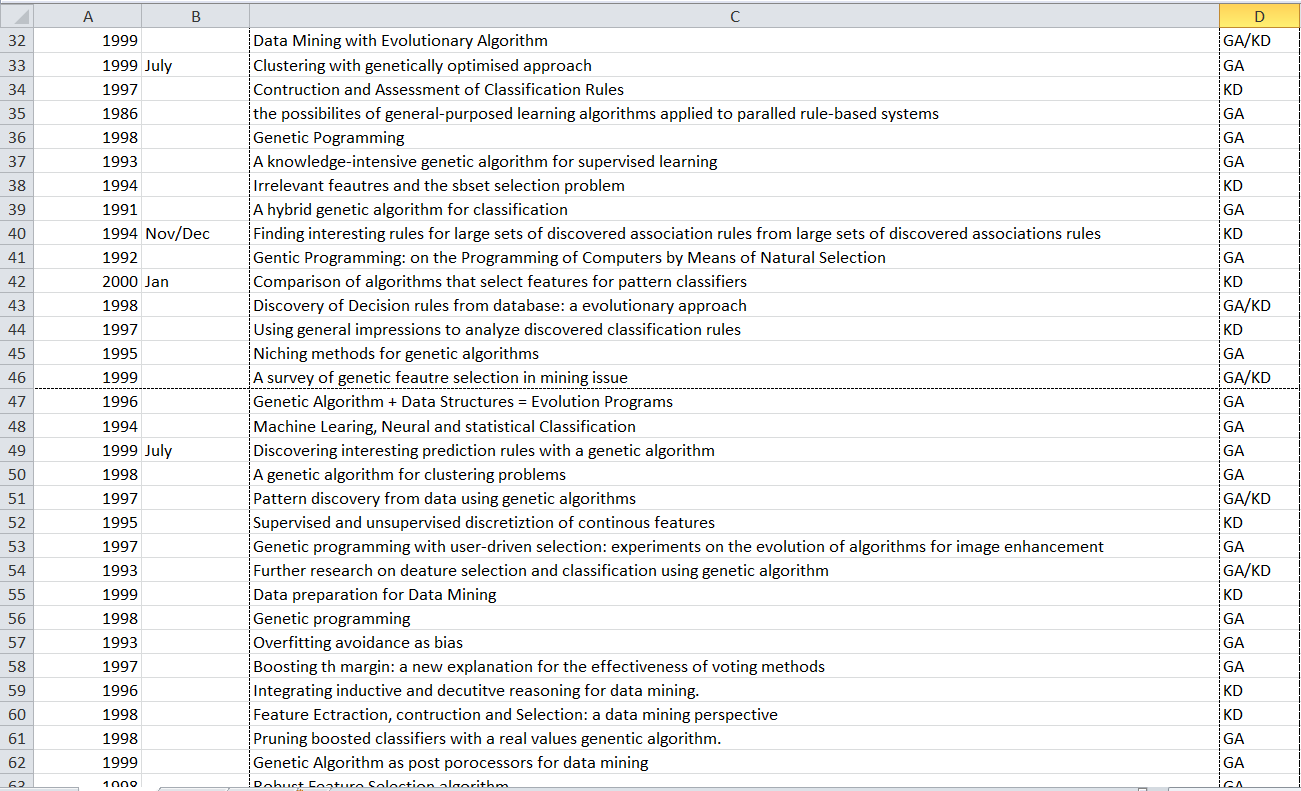 A B C D
32 1999 Data Mining with Evolutionary Algorithm GA/KD
33 1999 July Clustering with genetically optimised approach GA
34 1997 Contruction and Assessment of Classification Rules KD
35 1986 the possibilites of general-purposed learning algorithms applied to paralled rule-based systems GA
36 1998 Genetic Pogramming GA
37 1993 A knowledge-intensive genetic algorithm for supervised learning GA
38 1994 Irrelevant feautres and the sbset selection problem KD
39 1991 A hybrid genetic algorithm for classification GA
40 1994 Nov/Dec Finding interesting rules for large sets of discovered association rules from large sets of discovered associations rules KD
41 1992 Gentic Programming: on the Programming of Computers by Means of Natural Selection GA
42 2000 Jan Comparison of algorithms that select features for pattern classifiers KD
43 1998 Discovery of Decision rules from database: a evolutionary approach GA/KD
44 1997 Using general impressions to analyze discovered classification rules KD
45 1995 Niching methods for genetic algorithms GA
46 1999 A survey of genetic feautre selection in mining issue GA/KD
47 1996 Genetic Algorithm + Data Structures = Evolution Programs GA
48 1994 Machine Learing, Neural and statistical Classification GA
49 1999 July Discovering interesting prediction rules with a genetic algorithm GA
50 1998 A genetic algorithm for clustering problems GA
51 1997 Pattern discovery from data using genetic algorithms GA/KD
52 1995 Supervised and unsupervised discretiztion of continous features KD
53 1997 Genetic programming with user-driven selection: experiments on the evolution of algorithms for image enhancement GA
54 1993 Further research on deature selection and classification using genetic algorithm GA/KD
55 1999 Data preparation for Data Mining KD
56 1998 Genetic programming GA
57 1993 Overfitting avoidance as bias GA
58 1997 Boosting th margin: a new explanation for the effectiveness of voting methods GA
59 1996 Integrating inductive and decutitve reasoning for data mining. KD
60 1998 Feature Ectraction, contruction and Selection: a data mining perspective KD
61 1998 Pruning boosted classifiers with a real values genentic algorithm. GA
62 1999 Genetic Algorithm as post porocessors for data mining GA
63 1998 Robust Feature Selection algorithm GA